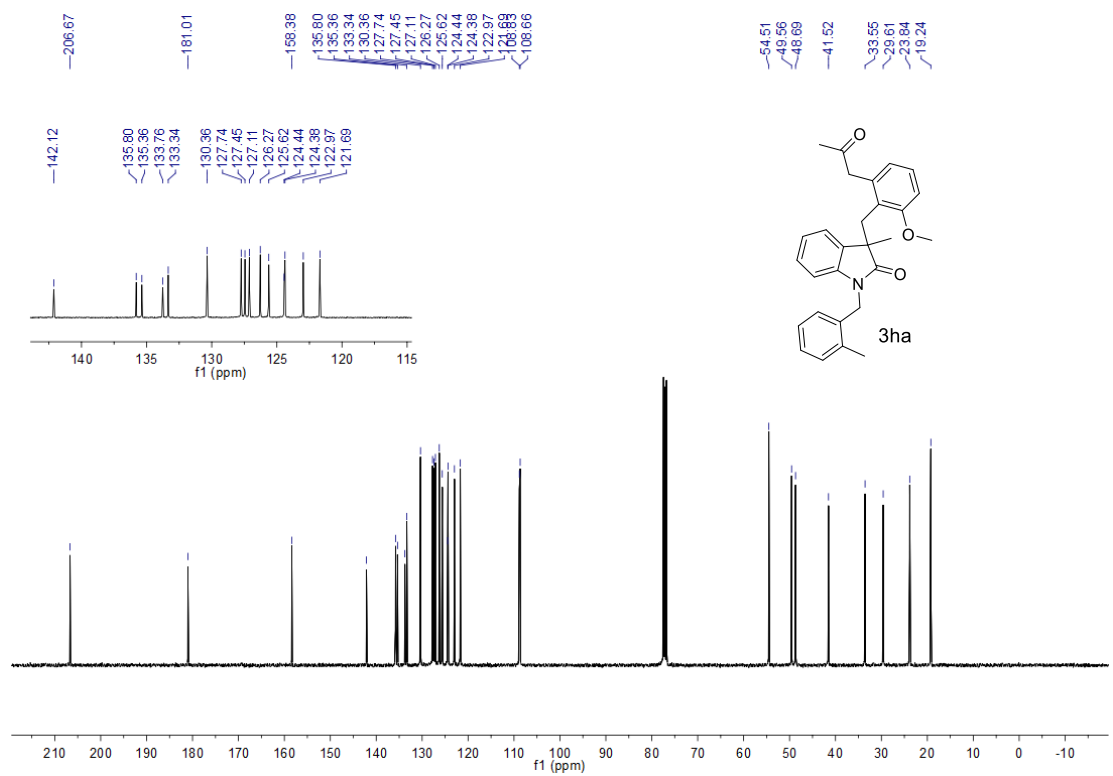 206.67 181.01 158.38 135.80 135.36 133.34 130.36 127.74 127.45 127.11 126.27 125.62 124.44 124.38 122.97 121.69 108.83 108.66 54.51 49.56 48.69 41.52 33.55 29.61 23.84 19.24
142.12 135.80 135.36 133.76 133.34 130.36 127.74 127.45 127.11 126.27 125.62 124.44 124.38 122.97 121.69
O
O
O
N
3ha
140 135 130 125 120 115
f1 (ppm)
210 200 190 180 170 160 150 140 130 120 110 100 90 80 70 60 50 40 30 20 10 0 -10
f1 (ppm)